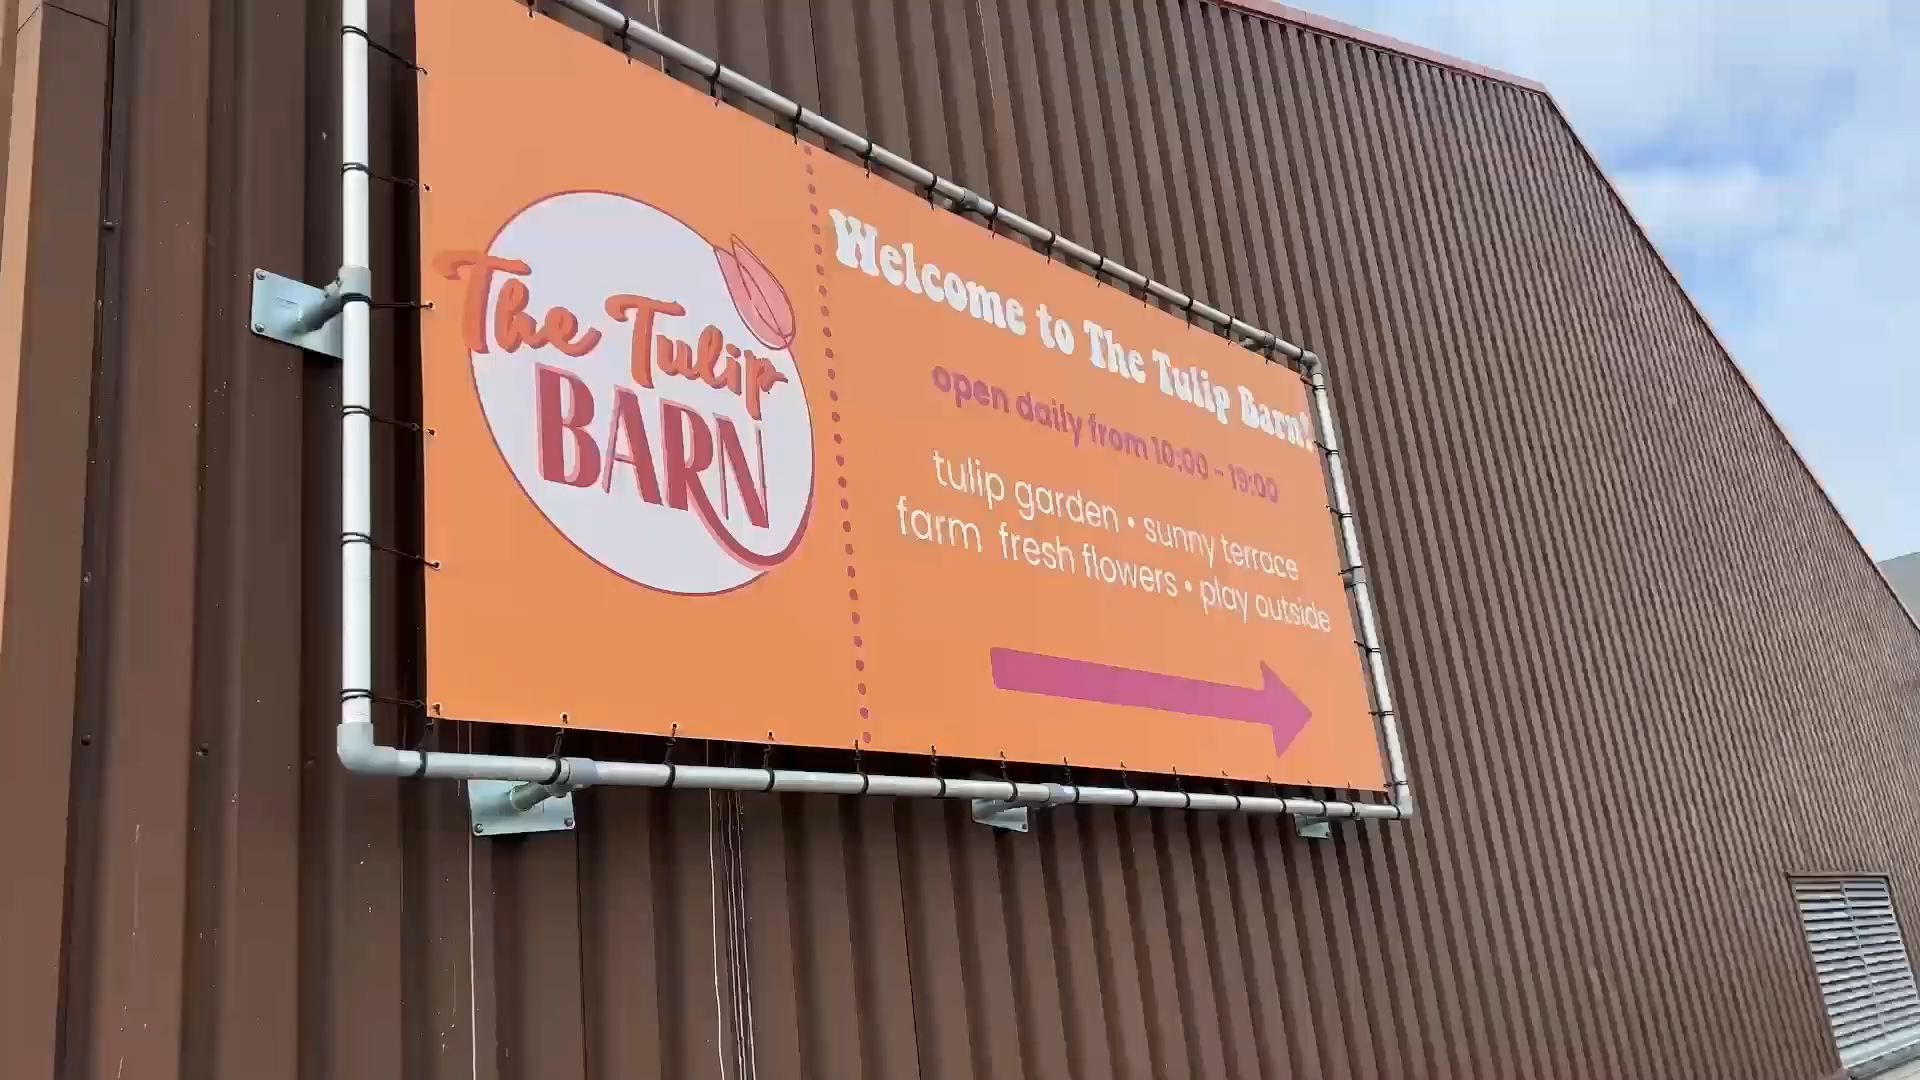 The Tulip
BARN
Welcome to The Tulip Barn!
open daily from 10:00 - 19:00
tulip garden • sunny terrace
farm fresh flowers • play outside